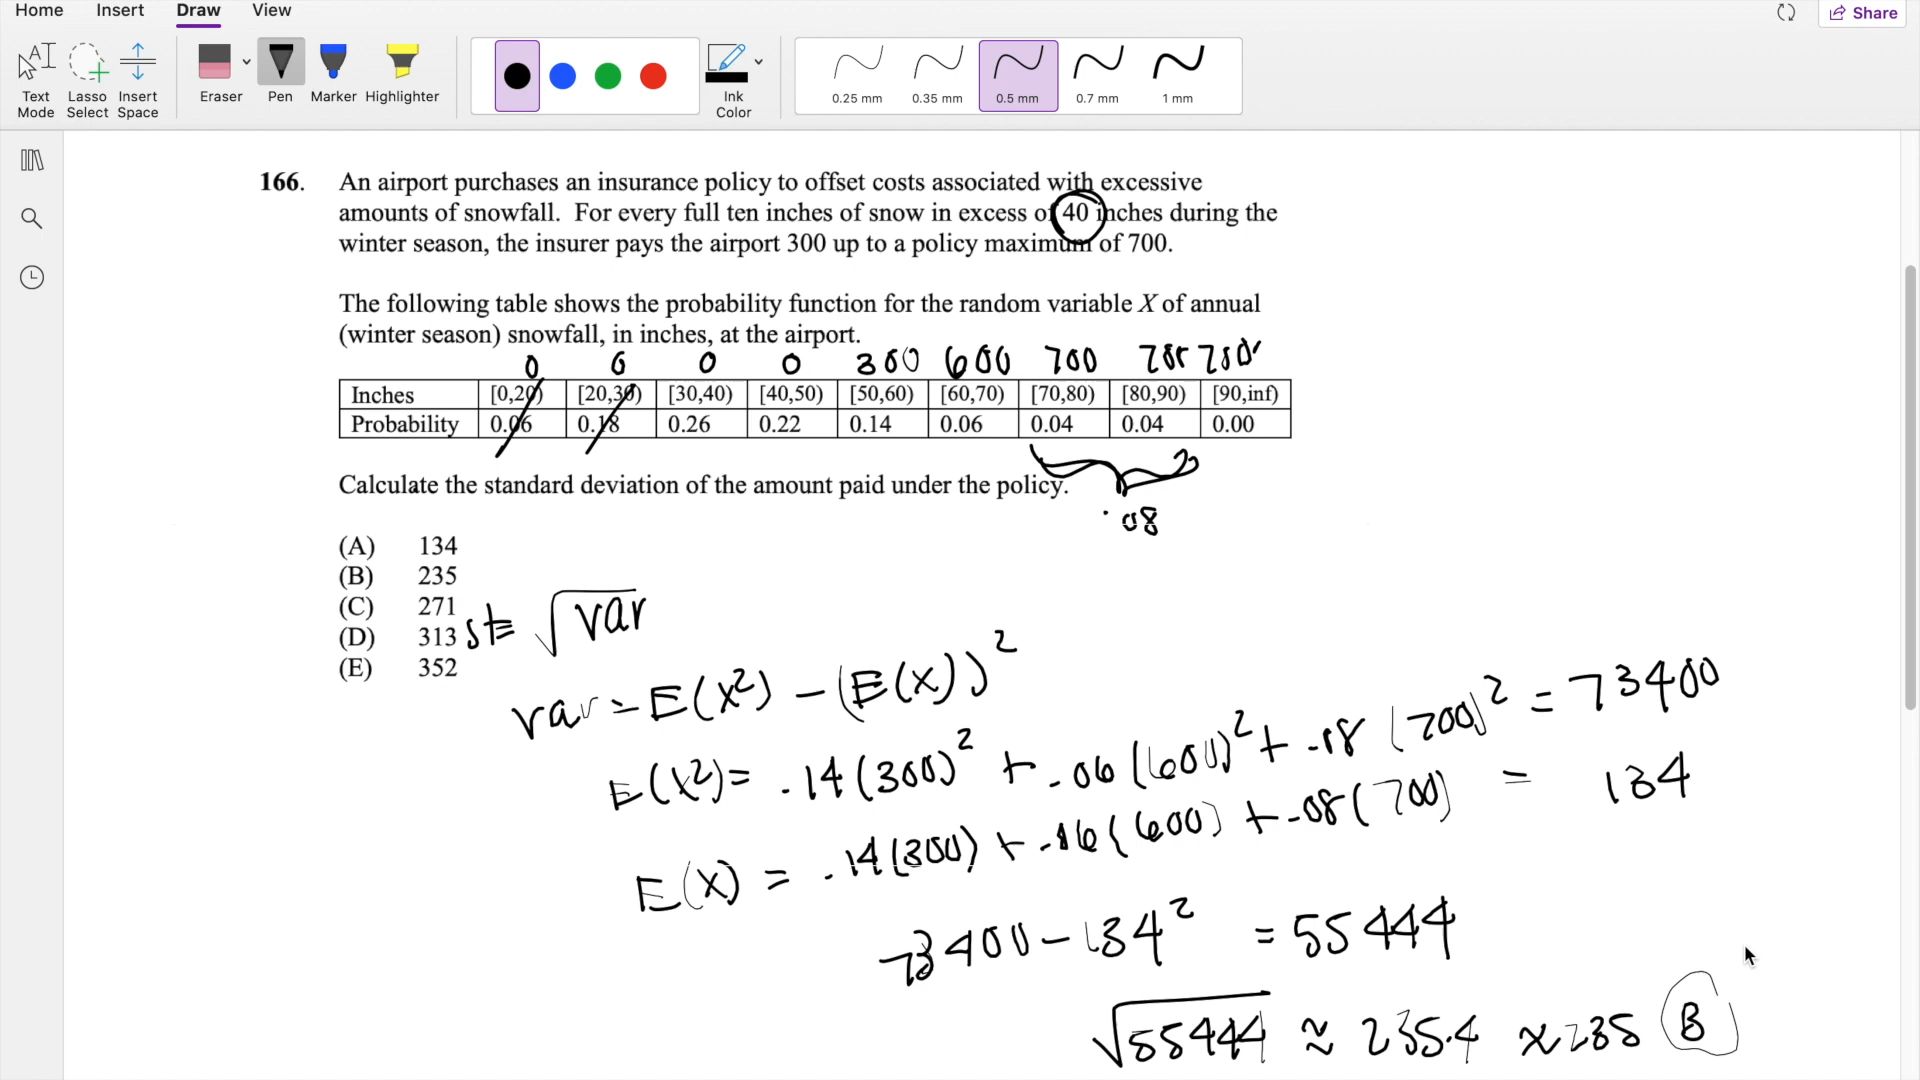 Home Insert Draw View
Share
Text Mode
Lasso Select
Insert Space
Eraser
Pen
Marker
Highlighter
Ink Color
0.25 mm
0.35 mm
0.5 mm
0.7 mm
1 mm
166. An airport purchases an insurance policy to offset costs associated with excessive
amounts of snowfall. For every full ten inches of snow in excess of 40 inches during the
winter season, the insurer pays the airport 300 up to a policy maximum of 700.
The following table shows the probability function for the random variable X of annual
(winter season) snowfall, in inches, at the airport.
0 0 0 0 300 600 700 700 700
Inches [0,20) [20,30) [30,40) [40,50) [50,60) [60,70) [70,80) [80,90) [90,inf)
Probability 0.06 0.18 0.26 0.22 0.14 0.06 0.04 0.04 0.00
Calculate the standard deviation of the amount paid under the policy.
.08
(A) 134
(B) 235
(C) 271
(D) 313
(E) 352
√var
var = E(X²) - (E(X))²
E(X²) = .14(300)² + .06(600)² + .08(700)² = 73400
E(X) = .14(300) + .06(600) + .08(700) = 134
73400 - 134² = 55444
√55444 ≈ 235.4 ≈ 235 B